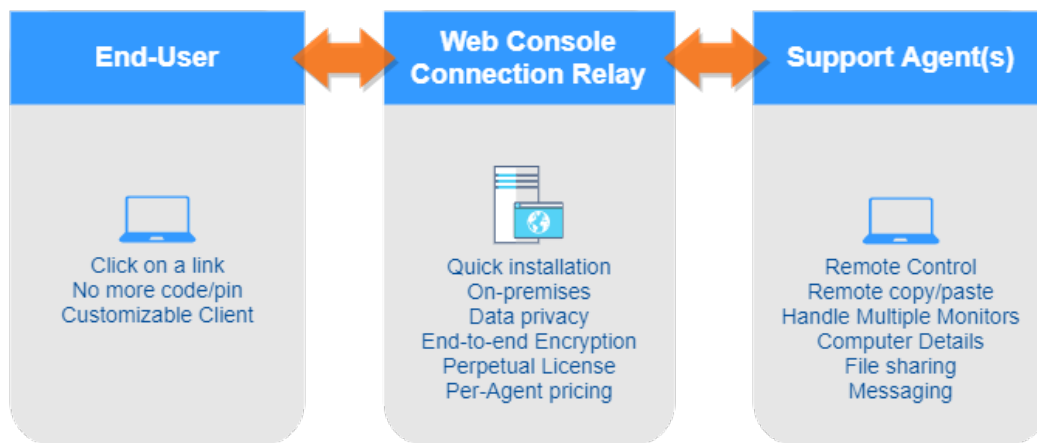 End-User
Web Console
Connection Relay
Support Agent(s)
Click on a link
No more code/pin
Customizable Client
Quick installation
On-premises
Data privacy
End-to-end Encryption
Perpetual License
Per-Agent pricing
Remote Control
Remote copy/paste
Handle Multiple Monitors
Computer Details
File sharing
Messaging